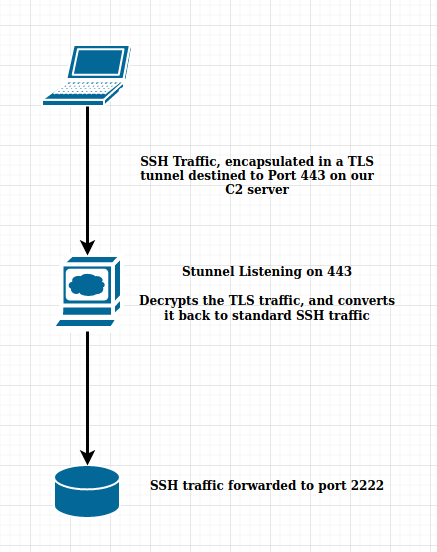 SSH Traffic, encapsulated in a TLS
tunnel destined to Port 443 on our
C2 server
Stunnel Listening on 443
Decrypts the TLS traffic, and converts
it back to standard SSH traffic
SSH traffic forwarded to port 2222